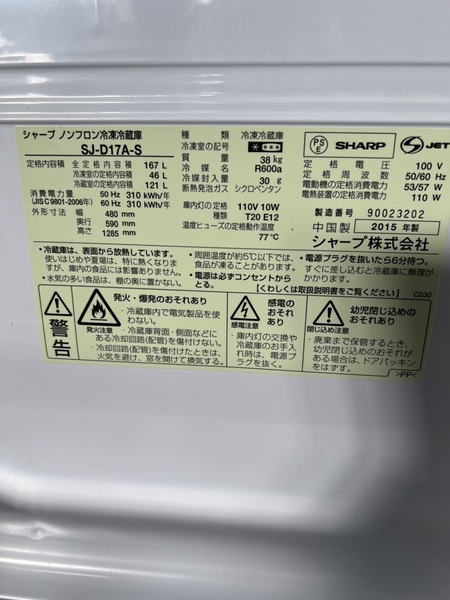 シャープ ノンフロン冷凍冷蔵庫
SJ-D17A-S
定格内容積 全定格内容積 167 L
冷凍室の定格内容積 46 L
冷蔵室の定格内容積 121 L
消費電力量 50 Hz 310 kWh/年
(JIS C 9801-2006年) 60 Hz 310 kWh/年
外形寸法 幅 480 mm
奥行 590 mm
高さ 1285 mm
種類 冷凍冷蔵庫
冷凍室の記号
質量 38 kg
冷媒 R600a
冷媒封入量 30 g
断熱発泡ガス シクロペンタン
庫内灯の定格 110V 10W
種類 T20 E12
温度ヒューズの定格動作温度
77℃
PS
E
SHARP
JET
定格電圧 100 V
定格周波数 50/60 Hz
電動機の定格消費電力 53/57 W
電熱装置の定格消費電力 110 W
製造番号 90023202
中国製 2015 年製
シャープ株式会社
・冷蔵庫は、表面から放熱しています。
使いはじめや夏場は、特に熱くなりま
すが、庫内の食品には影響ありません。
・水気の多い食品は、棚の奥に置かない。
・周囲温度が約5℃以下では、
食品が凍ることがあります。
・電源は必ずコンセントから
とる。
・電源プラグを抜いたら6分待つ。
すぐに差し込むと冷蔵庫に無理が
かかります。
【くわしくは取扱説明書をご覧ください】
C030
警告
発火・爆発のおそれあり
発火注意
・冷蔵庫内で電気製品を使
わない。
・冷蔵庫背面・側面などに
ある冷却回路(配管)を傷つけない。
・冷却回路(配管)を傷付けたときは、
火気を避け、窓を開けて換気する。
感電の
おそれあり
感電注意
・庫内灯の交換や
冷蔵庫のお手入
れ時は、電源プ
ラグを抜く。
幼児閉じ込めの
おそれあり
閉じ込め注意
・廃棄まで保管するとき、
幼児閉じ込めのおそれが
ある場合は、ドアパッキン
をはずす。
>PP<